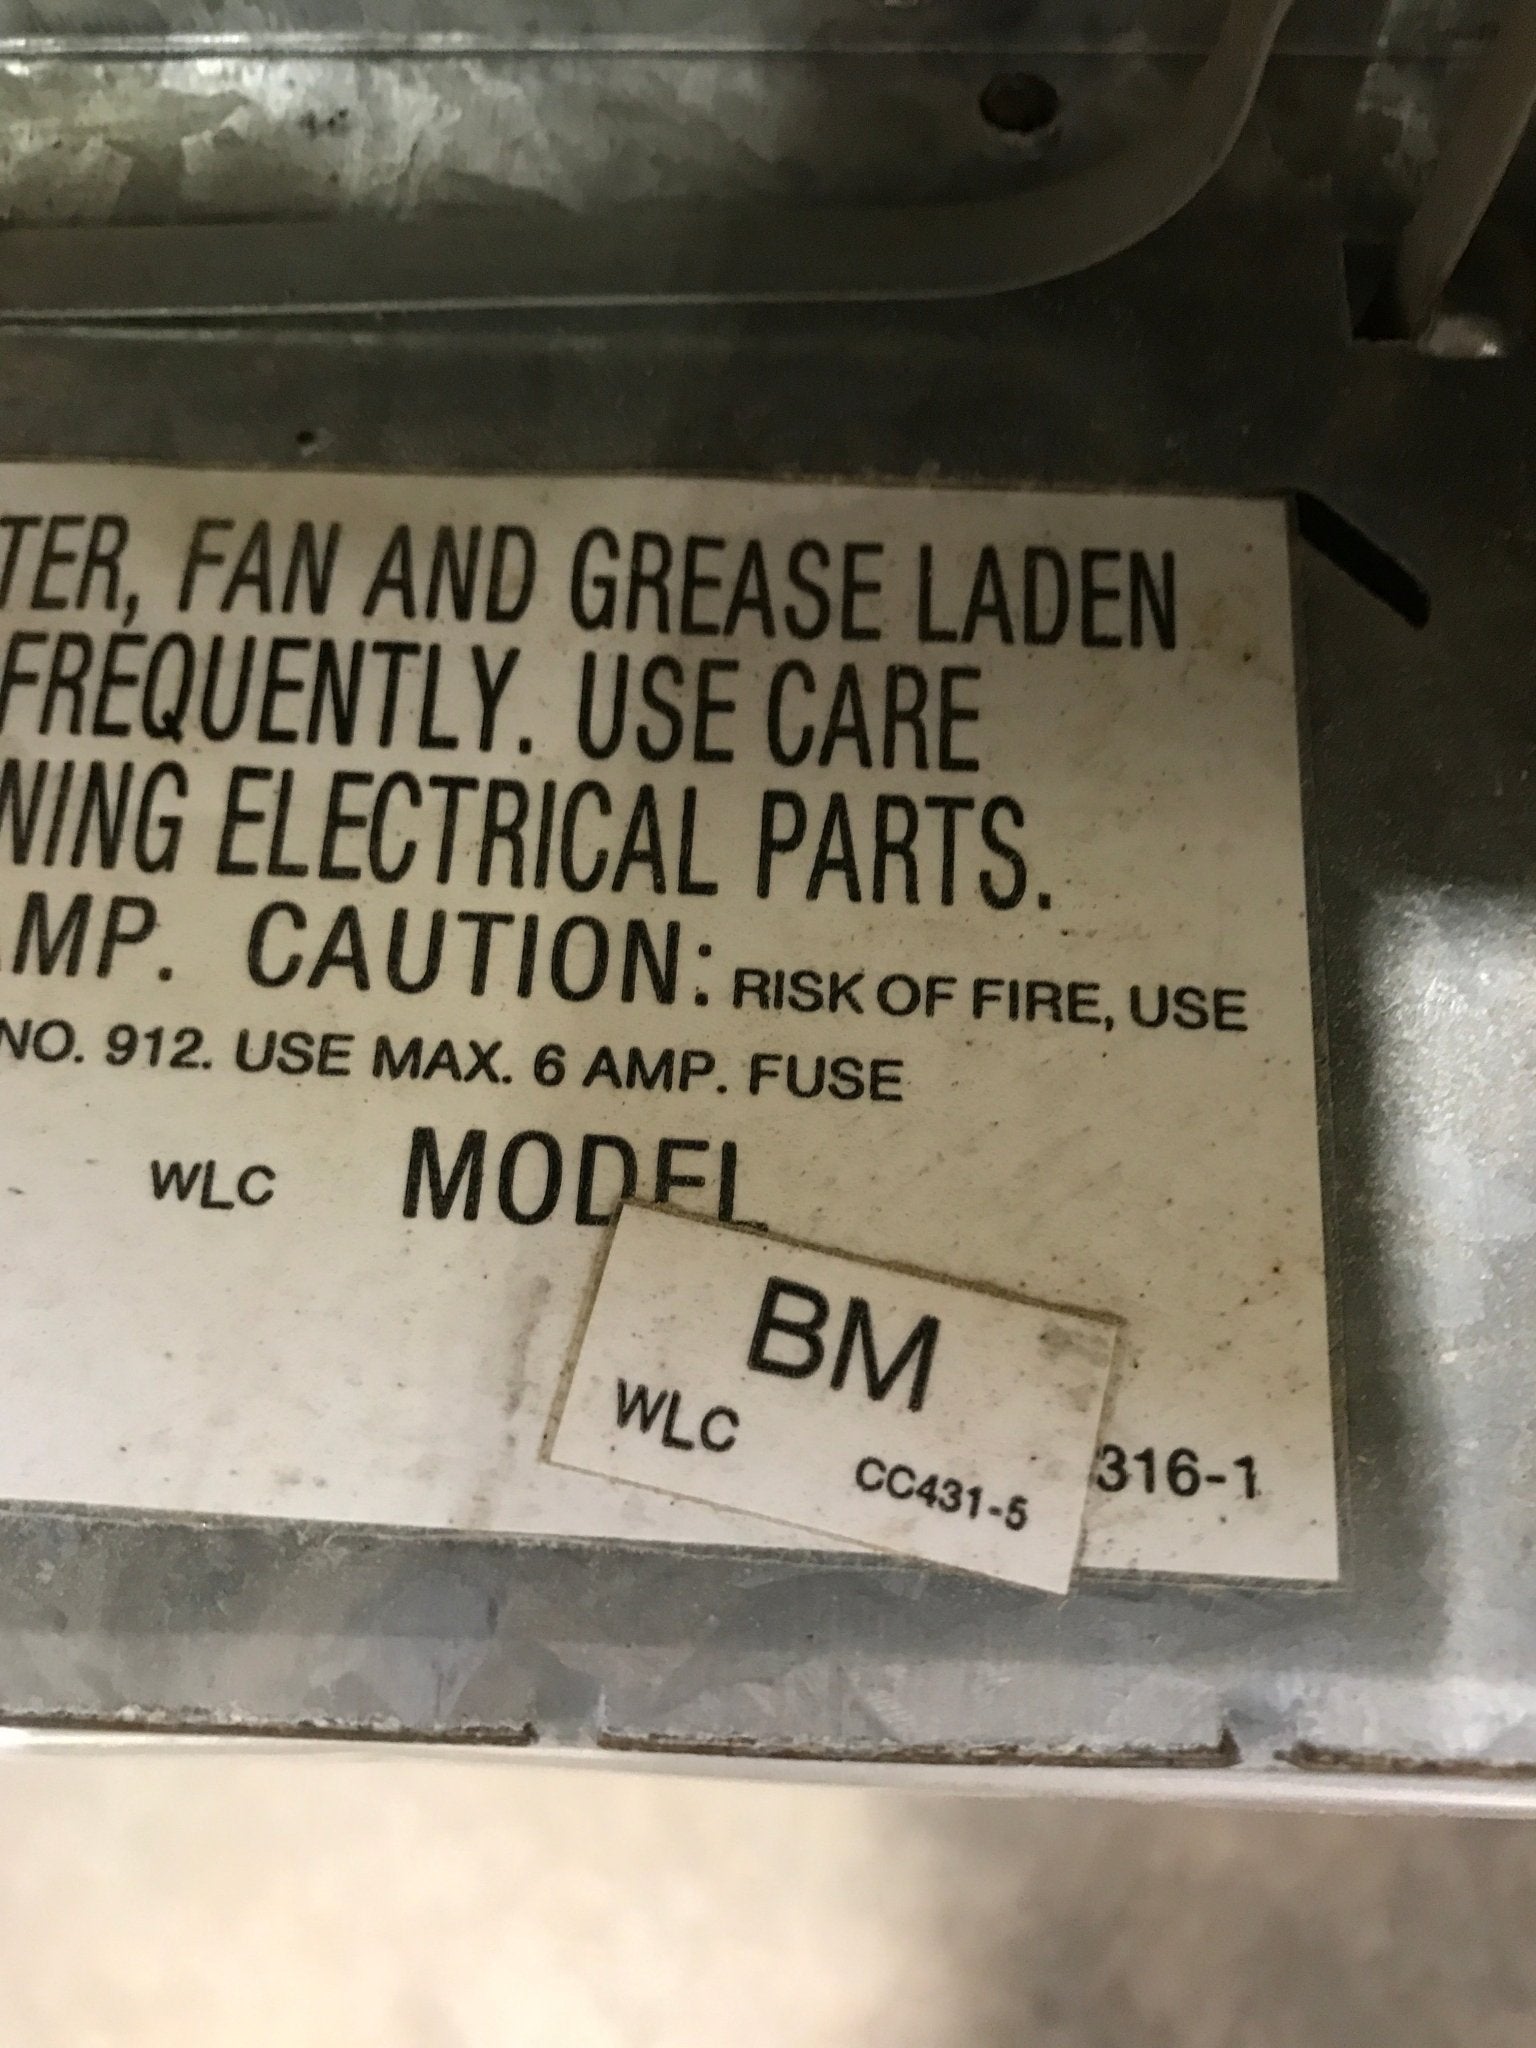 TER, FAN AND GREASE LADEN
FREQUENTLY. USE CARE
NING ELECTRICAL PARTS.
AMP. CAUTION: RISK OF FIRE, USE
NO. 912. USE MAX. 6 AMP. FUSE
WLC MODEL
BM
WLC CC431-5
316-1